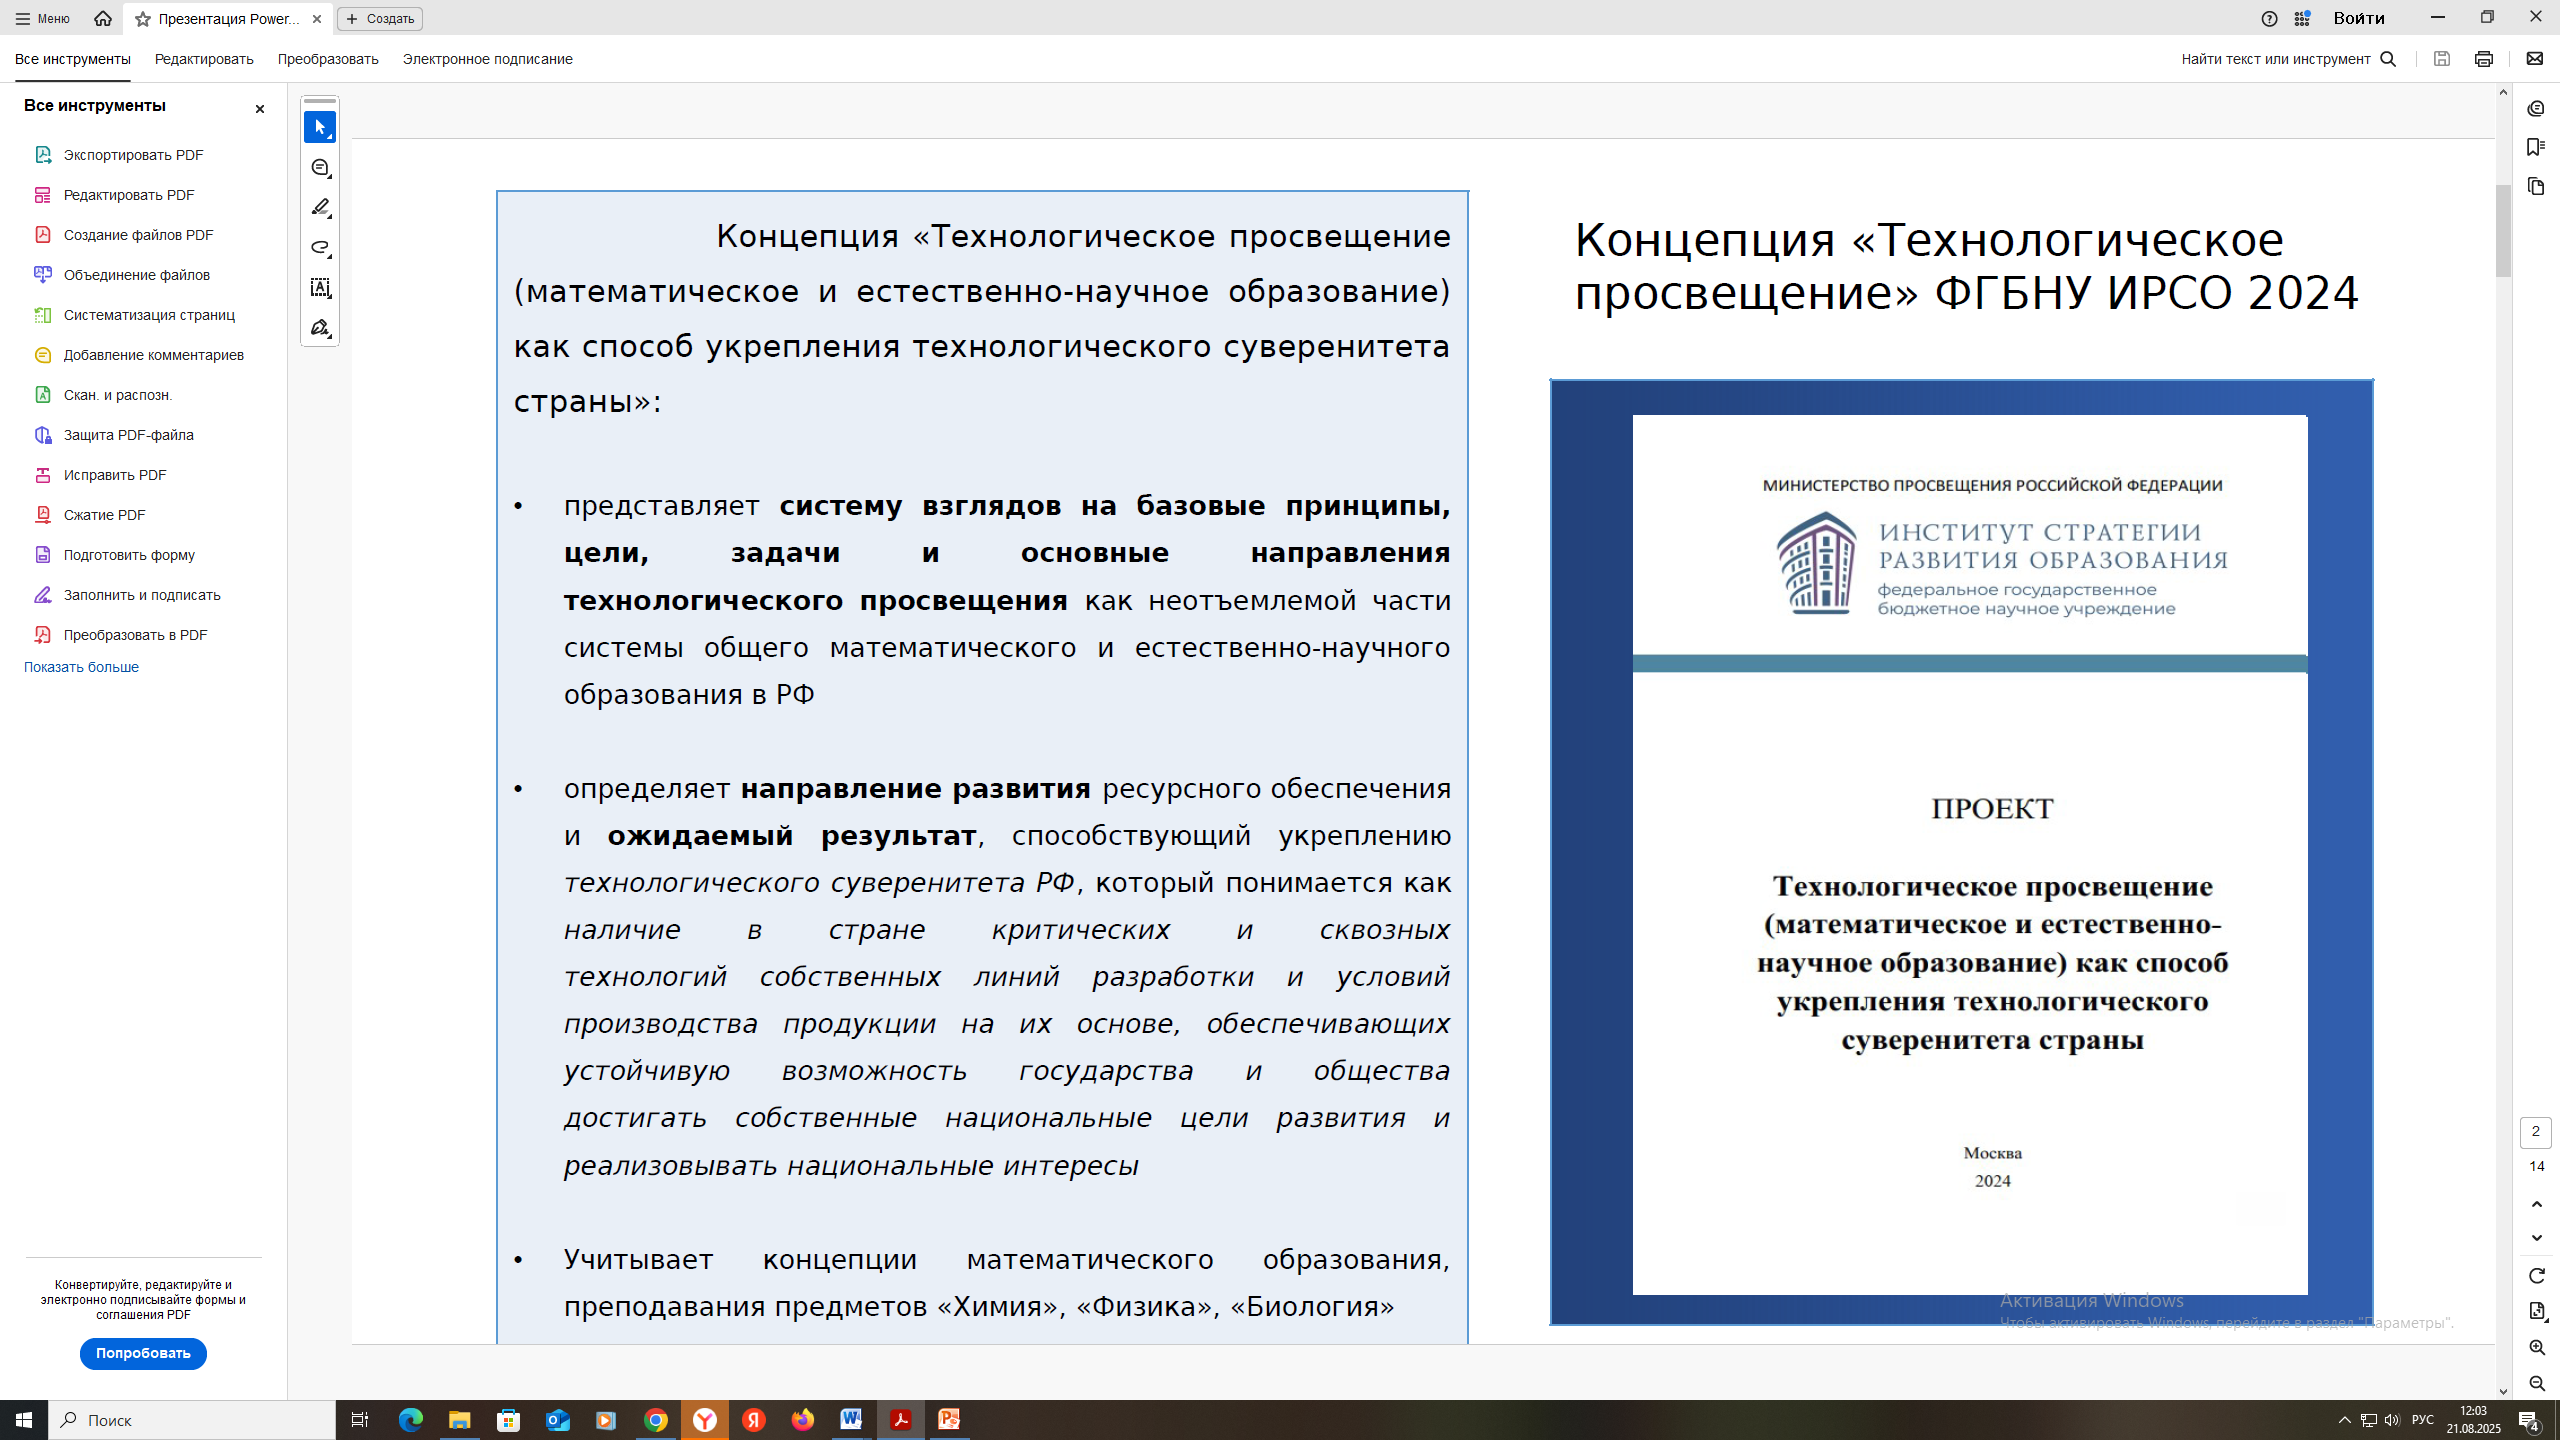 Меню
Презентация Power...
Создать
Войти
Все инструменты
Редактировать
Преобразовать
Электронное подписание
Найти текст или инструмент
Все инструменты
Экспортировать PDF
Редактировать PDF
Создание файлов PDF
Объединение файлов
Систематизация страниц
Добавление комментариев
Скан. и распозн.
Защита PDF-файла
Исправить PDF
Сжатие PDF
Подготовить форму
Заполнить и подписать
Преобразовать в PDF
Показать больше
Конвертируйте, редактируйте и
электронно подписывайте формы и
соглашения PDF
Попробовать
Концепция «Технологическое просвещение
(математическое и естественно-научное образование)
как способ укрепления технологического суверенитета
страны»:
• представляет систему взглядов на базовые принципы,
цели, задачи и основные направления
технологического просвещения как неотъемлемой части
системы общего математического и естественно-научного
образования в РФ
• определяет направление развития ресурсного обеспечения
и ожидаемый результат, способствующий укреплению
технологического суверенитета РФ, который понимается как
наличие в стране критических и сквозных
технологий собственных линий разработки и условий
производства продукции на их основе, обеспечивающих
устойчивую возможность государства и общества
достигать собственные национальные цели развития и
реализовывать национальные интересы
• Учитывает концепции математического образования,
преподавания предметов «Химия», «Физика», «Биология»
Концепция «Технологическое
просвещение» ФГБНУ ИРСО 2024
МИНИСТЕРСТВО ПРОСВЕЩЕНИЯ РОССИЙСКОЙ ФЕДЕРАЦИИ
ИНСТИТУТ СТРАТЕГИИ
РАЗВИТИЯ ОБРАЗОВАНИЯ
федеральное государственное
бюджетное научное учреждение
ПРОЕКТ
Технологическое просвещение
(математическое и естественно-
научное образование) как способ
укрепления технологического
суверенитета страны
Москва
2024
Активация Windows
Чтобы активировать Windows, перейдите в раздел "Параметры".
2
14
Поиск
РУС
12:03
21.08.2025
4